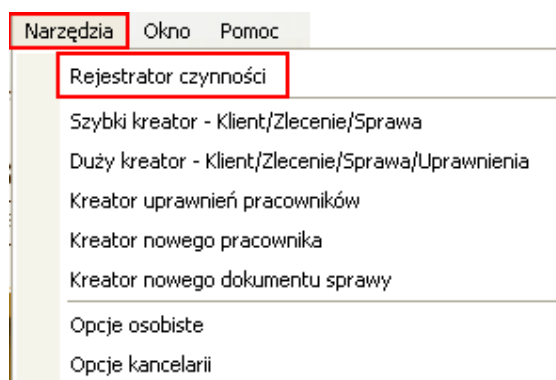 Narzędzia Okno Pomoc
Rejestrator czynności
Szybki kreator - Klient/Zlecenie/Sprawa
Duży kreator - Klient/Zlecenie/Sprawa/Uprawnienia
Kreator uprawnień pracowników
Kreator nowego pracownika
Kreator nowego dokumentu sprawy
Opcje osobiste
Opcje kancelarii